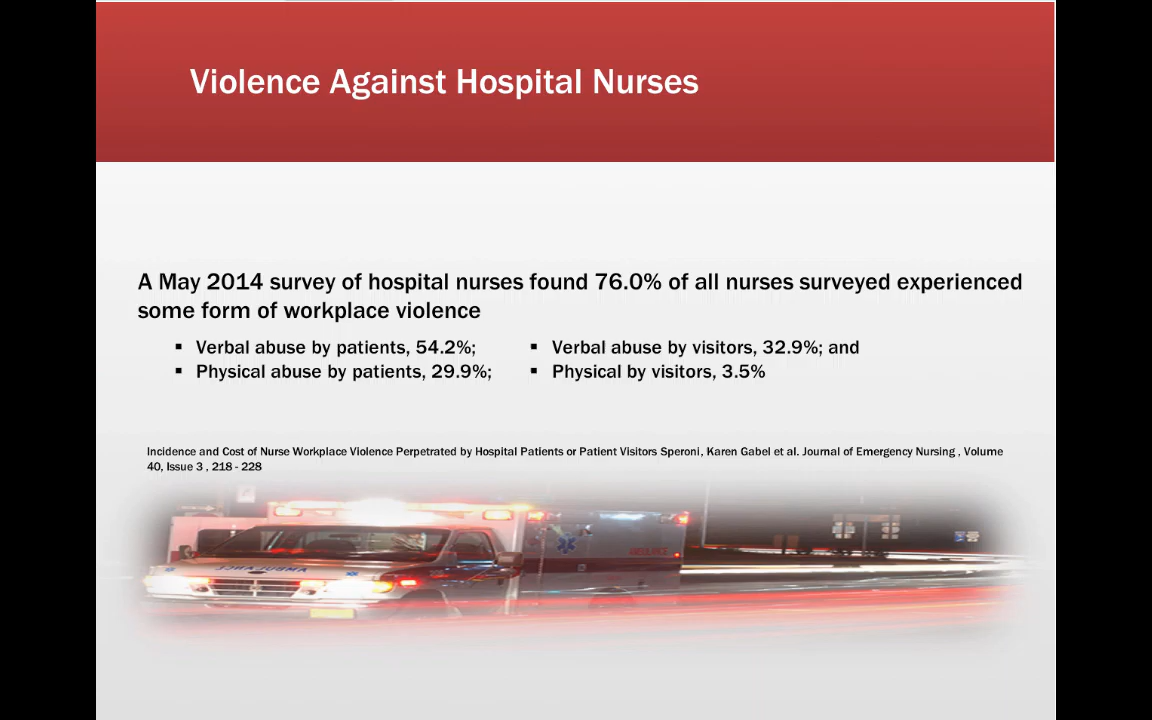 Violence Against Hospital Nurses
A May 2014 survey of hospital nurses found 76.0% of all nurses surveyed experienced
some form of workplace violence
▪ Verbal abuse by patients, 54.2%;
▪ Physical abuse by patients, 29.9%;
▪ Verbal abuse by visitors, 32.9%; and
▪ Physical by visitors, 3.5%
Incidence and Cost of Nurse Workplace Violence Perpetrated by Hospital Patients or Patient Visitors Speroni, Karen Gabel et al. Journal of Emergency Nursing , Volume
40, Issue 3 , 218 - 228
AMBULANCE